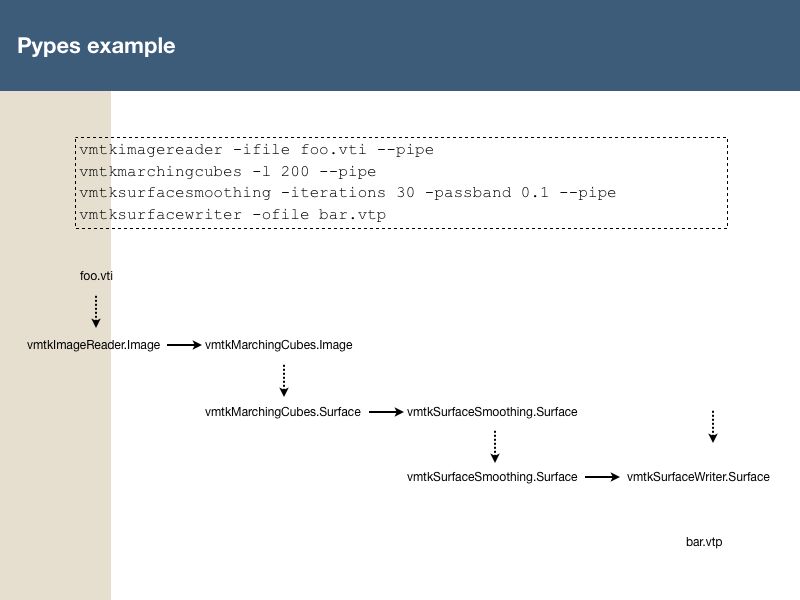 Pypes example
vmtkimagereader -ifile foo.vti --pipe
vmtkmarchingcubes -l 200 --pipe
vmtksurfacesmoothing -iterations 30 -passband 0.1 --pipe
vmtksurfacewriter -ofile bar.vtp
foo.vti
vmtkImageReader.Image vmtkMarchingCubes.Image
vmtkMarchingCubes.Surface vmtkSurfaceSmoothing.Surface
vmtkSurfaceSmoothing.Surface vmtkSurfaceWriter.Surface
bar.vtp